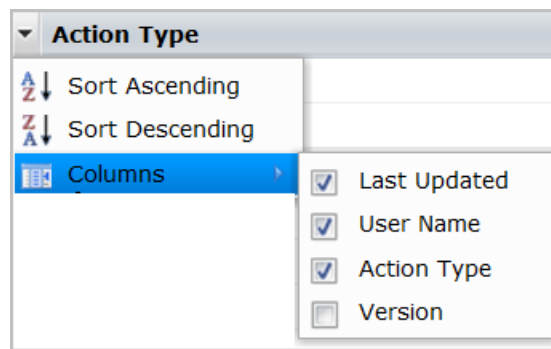 Action Type
Sort Ascending
Sort Descending
Columns
Last Updated
User Name
Action Type
Version